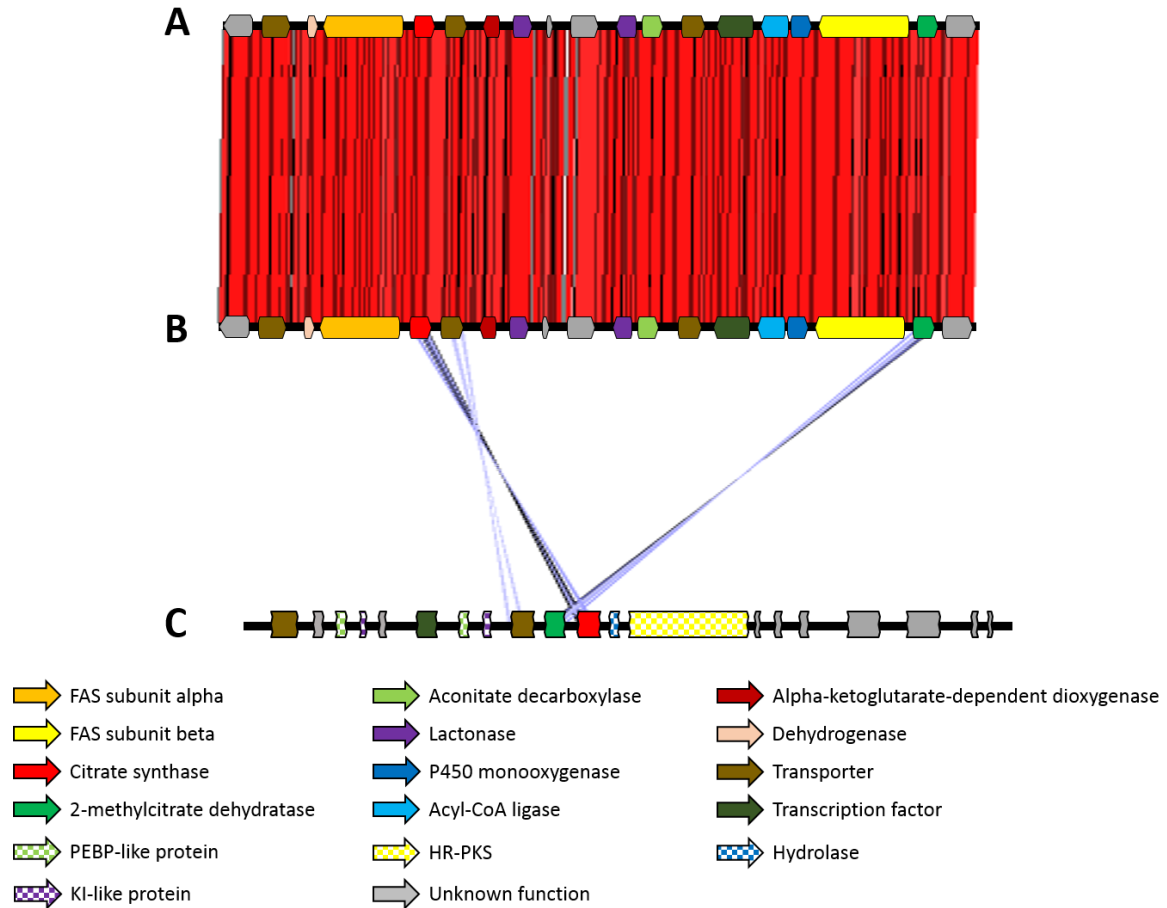 A
B
C
FAS subunit alpha
Aconitate decarboxylase
Alpha-ketoglutarate-dependent dioxygenase
FAS subunit beta
Lactonase
Dehydrogenase
Citrate synthase
P450 monooxygenase
Transporter
2-methylcitrate dehydratase
Acyl-CoA ligase
Transcription factor
PEBP-like protein
HR-PKS
Hydrolase
KI-like protein
Unknown function